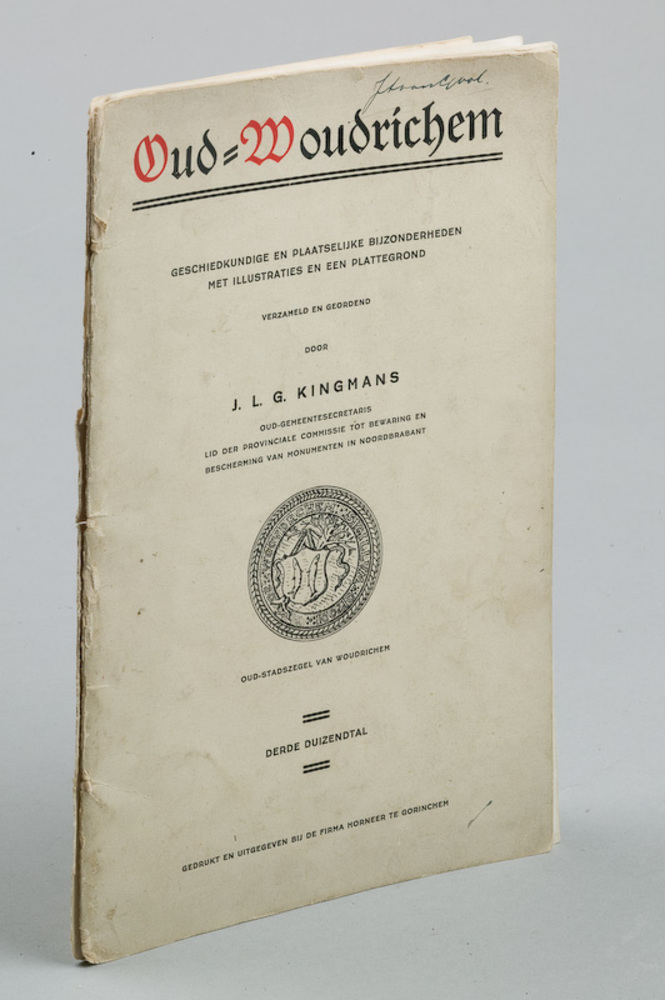 Oud=Woudrichem
GESCHIEDKUNDIGE EN PLAATSELIJKE BIJZONDERHEDEN
MET ILLUSTRATIES EN EEN PLATTEGROND
VERZAMELD EN GEORDEND
DOOR
J. L. G. KINGMANS
OUD-GEMEENTESECRETARIS
LID DER PROVINCIALE COMMISSIE TOT BEWARING EN
BESCHERMING VAN MONUMENTEN IN NOORDBRABANT
OUD-STADSZEGEL VAN WOUDRICHEM
DERDE DUIZENDTAL
GEDRUKT EN UITGEGEVEN BIJ DE FIRMA HORNEER TE GORINCHEM